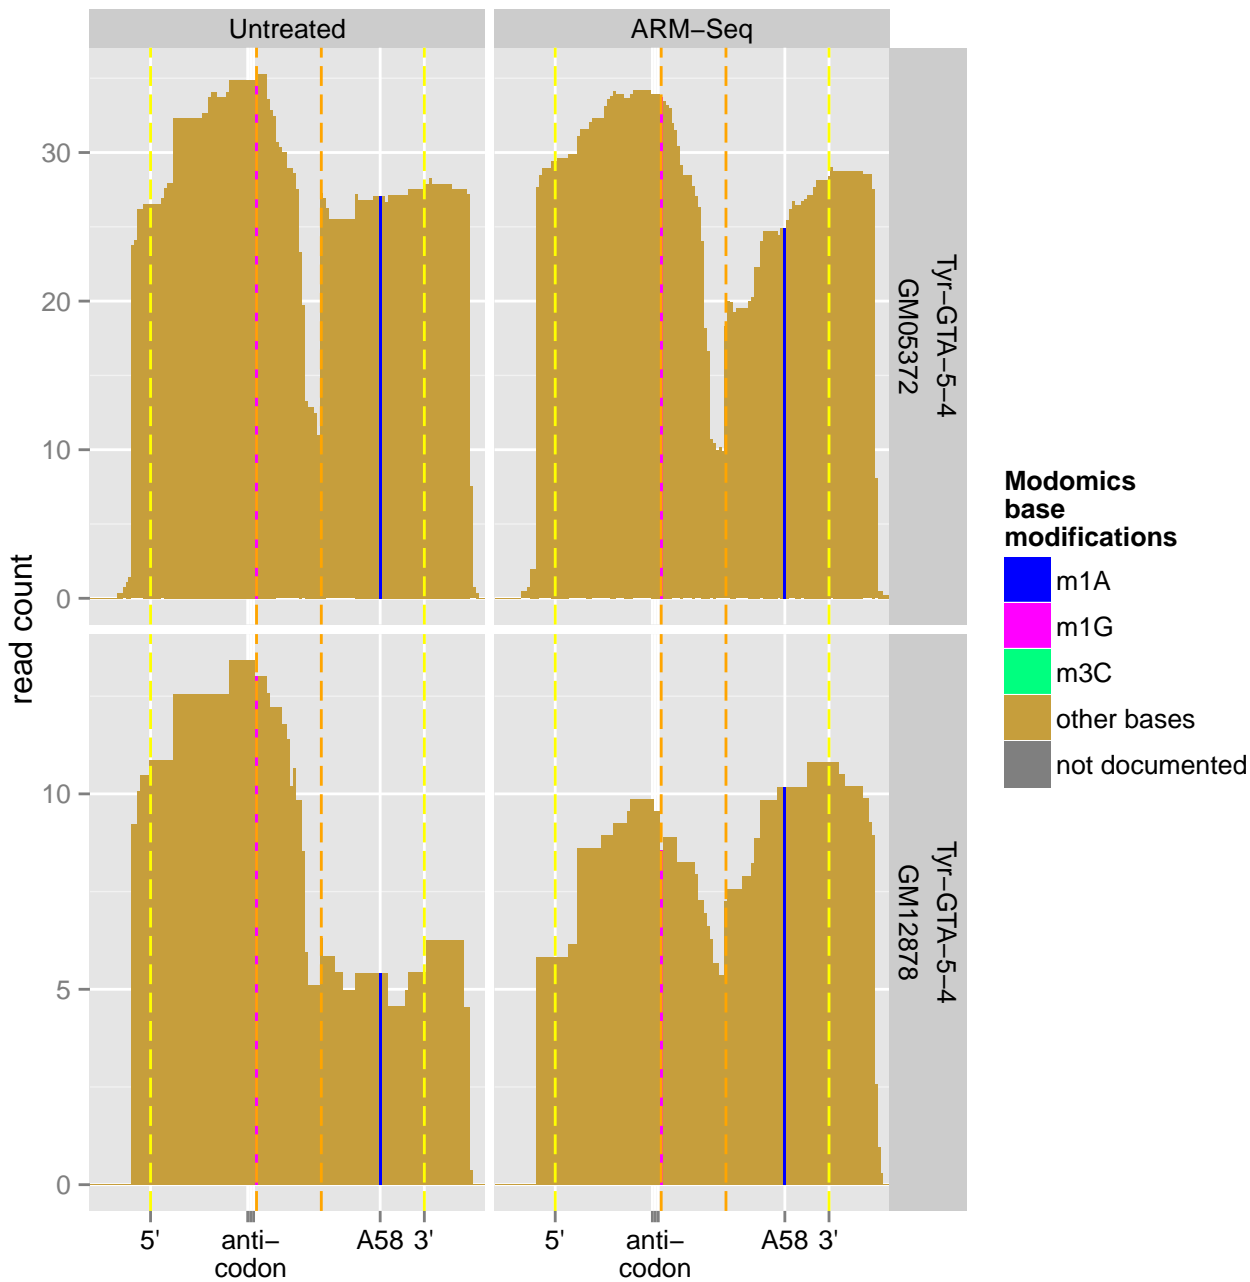 Untreated
ARM−Seq
30
20
10
0
Tyr−GTA−5−4
GM05372
read count
10
5
0
Tyr−GTA−5−4
GM12878
5'
anti−
codon
A58
3'
5'
anti−
codon
A58
3'
Modomics
base
modifications
m1A
m1G
m3C
other bases
not documented